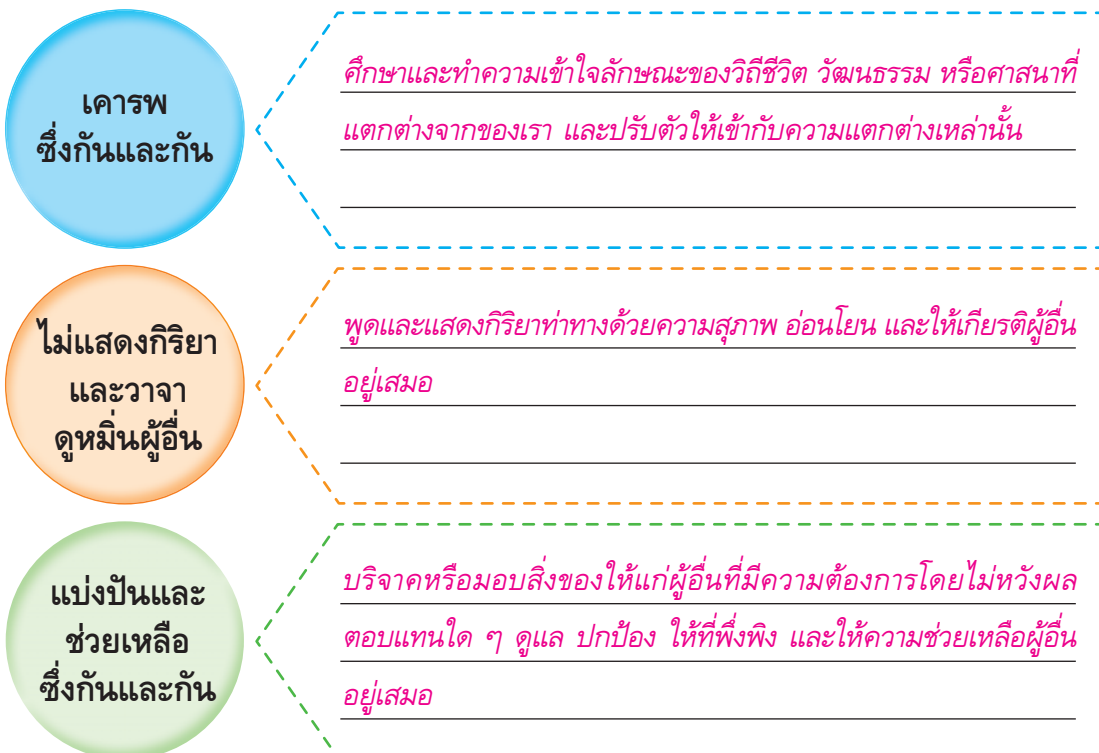 เคารพ
ซึ่งกันและกัน
ศึกษาและทำความเข้าใจลักษณะของวิถีชีวิต วัฒนธรรม หรือศาสนาที่
แตกต่างจากของเรา และปรับตัวให้เข้ากับความแตกต่างเหล่านั้น
ไม่แสดงกิริยา
และวาจา
ดูหมิ่นผู้อื่น
พูดและแสดงกิริยาท่าทางด้วยความสุภาพ อ่อนโยน และให้เกียรติผู้อื่น
อยู่เสมอ
แบ่งปันและ
ช่วยเหลือ
ซึ่งกันและกัน
บริจาคหรือมอบสิ่งของให้แก่ผู้อื่นที่มีความต้องการโดยไม่หวังผล
ตอบแทนใด ๆ ดูแล ปกป้อง ให้ที่พึ่งพิง และให้ความช่วยเหลือผู้อื่น
อยู่เสมอ